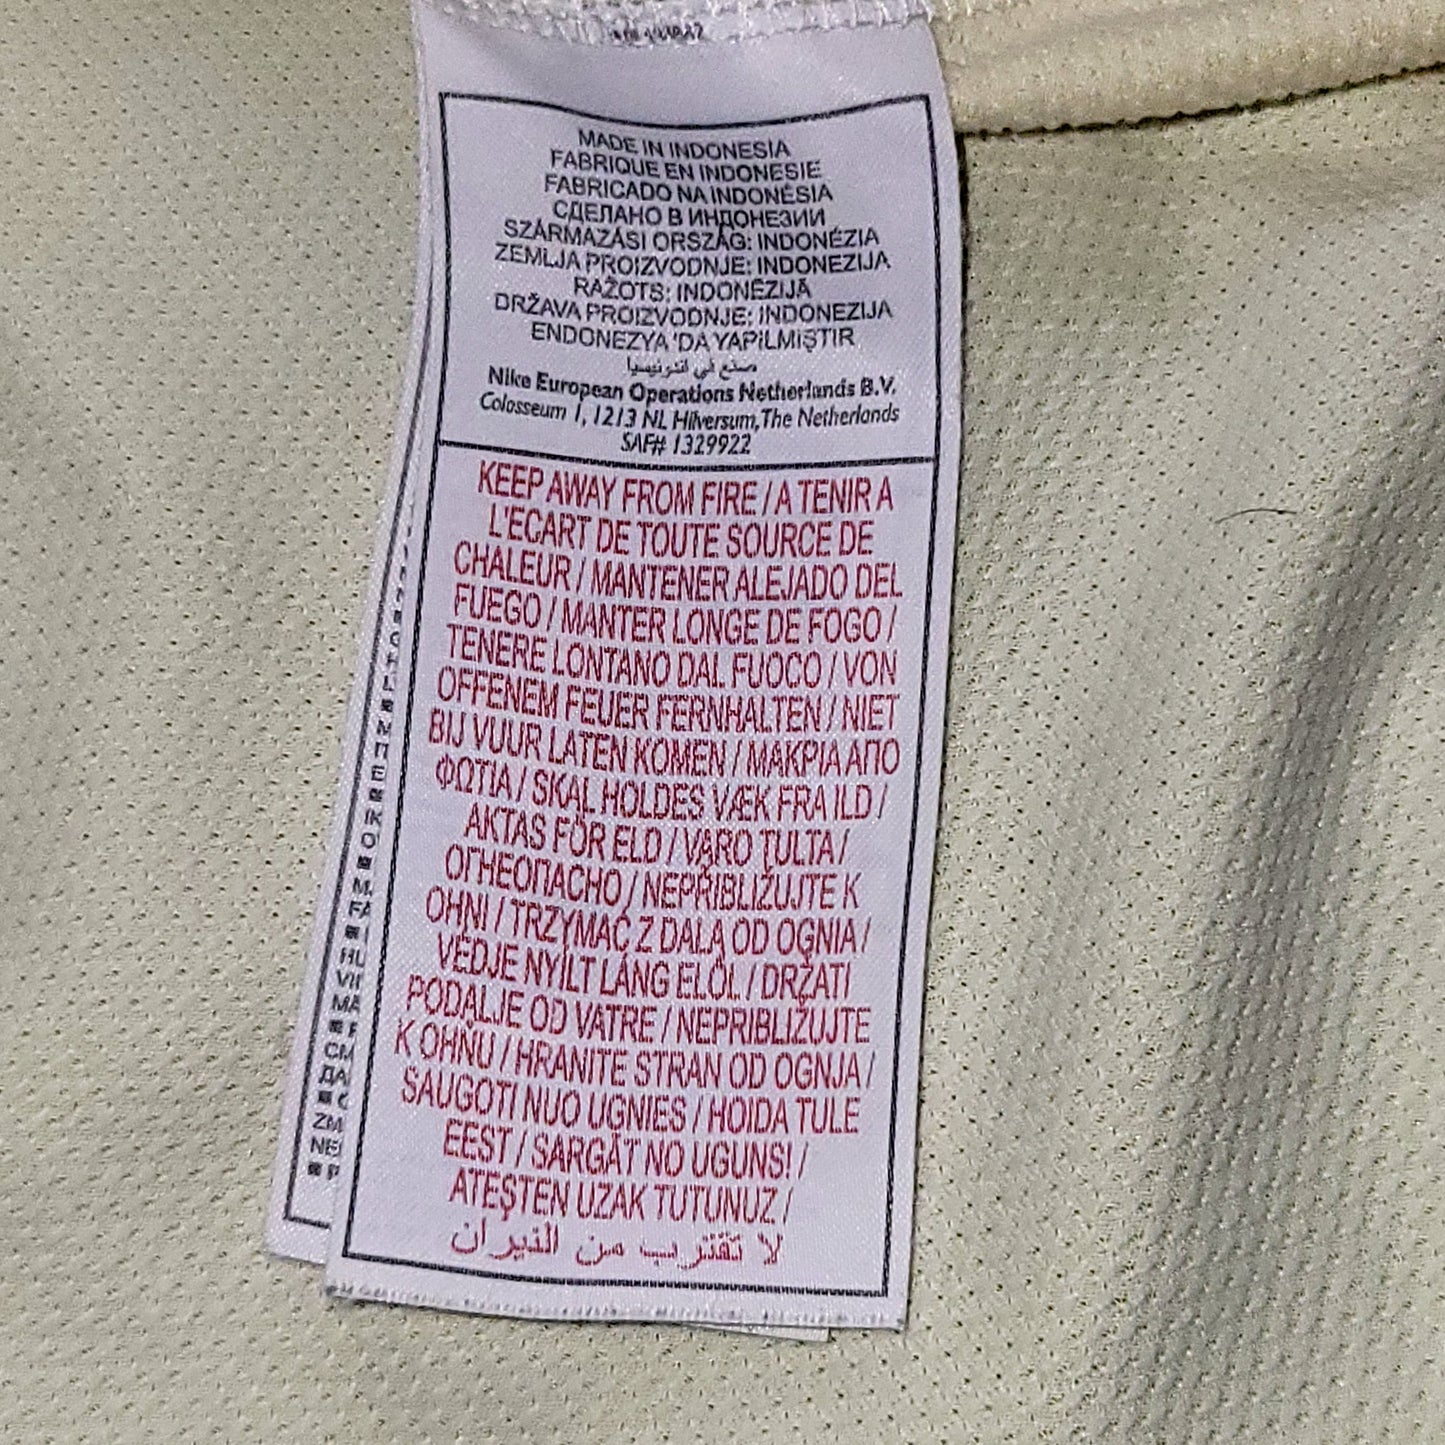 MADE IN INDONESIA
FABRIQUE EN INDONESIE
FABRICADO NA INDONÉSIA
СДЕЛАНО В ИНДОНЕЗИИ
SZÁRMAZÁSI ORSZÁG: INDONÉZIA
ZEMLJA PROIZVODNJE: INDONEZIJA
RAŽOTS: INDONĒZIJĀ
DRŽAVA PROIZVODNJE: INDONEZIJA
ENDONEZYA 'DA YAPILMIŞTIR
صنع في اندونيسيا
Nike European Operations Netherlands B.V.
Colosseum 1, 1213 NL Hilversum, The Netherlands
SAF# 1329922
KEEP AWAY FROM FIRE / A TENIR A
L'ECART DE TOUTE SOURCE DE
CHALEUR / MANTENER ALEJADO DEL
FUEGO / MANTER LONGE DE FOGO /
TENERE LONTANO DAL FUOCO / VON
OFFENEM FEUER FERNHALTEN / NIET
BIJ VUUR LATEN KOMEN / ΜΑΚΡΙΑ ΑΠΟ
ΦΩΤΙΑ / SKAL HOLDES VÆK FRA ILD /
AKTAS FÖR ELD / VARO TULTA /
ОГНЕОПАСНО / NEPŘIBLIŽUJTE K
OHNI / TRZYMAĆ Z DALA OD OGNIA /
VÉDJE NYÍLT LÁNG ELŐL / DRŽATI
PODALJE OD VATRE / NEPRIBLIŽUJTE
K OHŇU / HRANITE STRAN OD OGNJA /
SAUGOTI NUO UGNIES / HOIDA TULE
EEST / SARGĀT NO UGUNS! /
ATEŞTEN UZAK TUTUNUZ /
لا تقترب من النيران